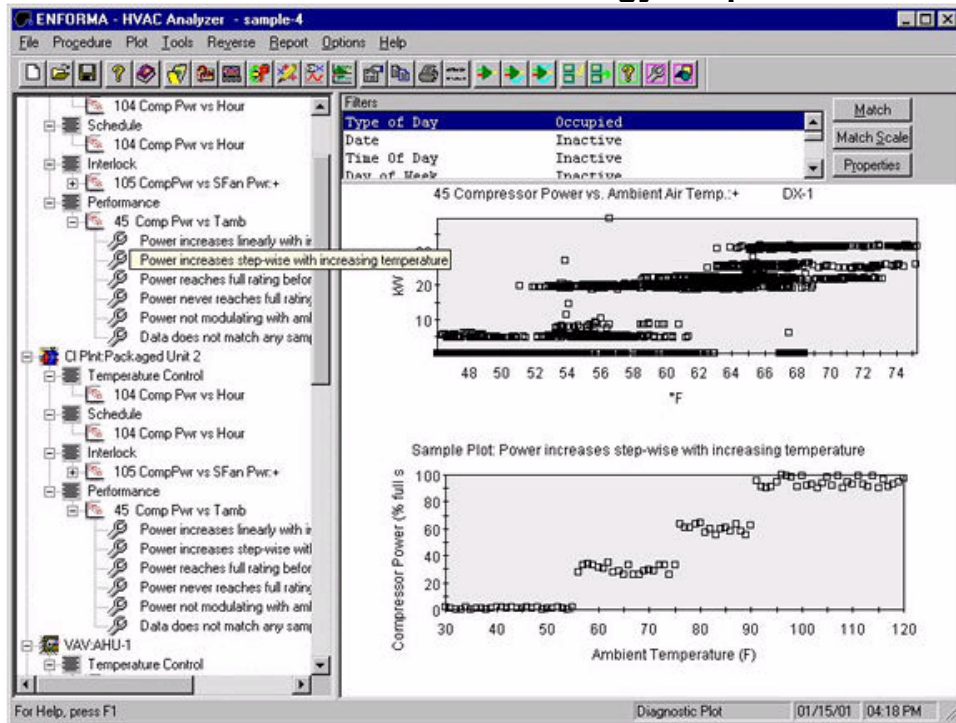 ENFORMA - HVAC Analyzer - sample-4
File Procedure Plot Tools Reverse Report Options Help
104 Comp Pwr vs Hour
Schedule
104 Comp Pwr vs Hour
Interlock
105 CompPwr vs SFan Pwr:+
Performance
45 Comp Pwr vs Tamb
Power increases linearly with i
Power increases step-wise with increasing temperature
Power reaches full rating befor
Power never reaches full rating
Power not modulating with aml
Data does not match any sam
Cl Plnt:Packaged Unit 2
Temperature Control
104 Comp Pwr vs Hour
Schedule
104 Comp Pwr vs Hour
Interlock
105 CompPwr vs SFan Pwr:+
Performance
45 Comp Pwr vs Tamb
Power increases linearly with i
Power increases step-wise witl
Power reaches full rating befor
Power never reaches full rating
Power not modulating with aml
Data does not match any sam
VAV:AHU-1
Temperature Control
Filters
Type of Day Occupied
Date Inactive
Time Of Day Inactive
Day of Week Inactive
Match
Match Scale
Properties
45 Compressor Power vs. Ambient Air Temp.:+ DX-1
kW
20
10
48 50 52 54 56 58 60 62 64 66 68 70 72 74
°F
Sample Plot: Power increases step-wise with increasing temperature
Compressor Power (% full s
100
80
60
40
20
0
30 40 50 60 70 80 90 100 110 120
Ambient Temperature (F)
For Help, press F1
Diagnostic Plot
01/15/01
04:18 PM